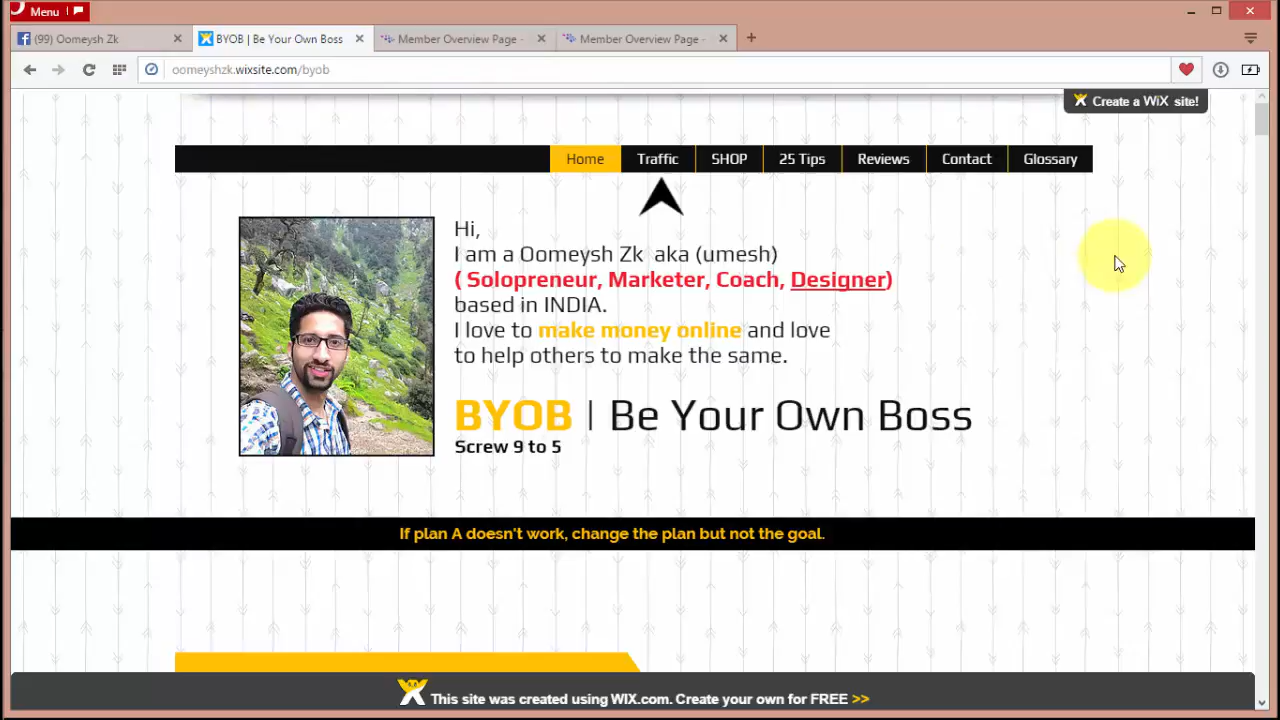 Menu
(99) Oomeysh Zk
BYOB | Be Your Own Boss
Member Overview Page -
Member Overview Page -
oomeyshzk.wixsite.com/byob
Create a WiX site!
Home Traffic SHOP 25 Tips Reviews Contact Glossary
Hi,
I am a Oomeysh Zk aka (umesh)
( Solopreneur, Marketer, Coach, Designer)
based in INDIA.
I love to make money online and love
to help others to make the same.
BYOB | Be Your Own Boss
Screw 9 to 5
If plan A doesn't work, change the plan but not the goal.
This site was created using WIX.com. Create your own for FREE >>